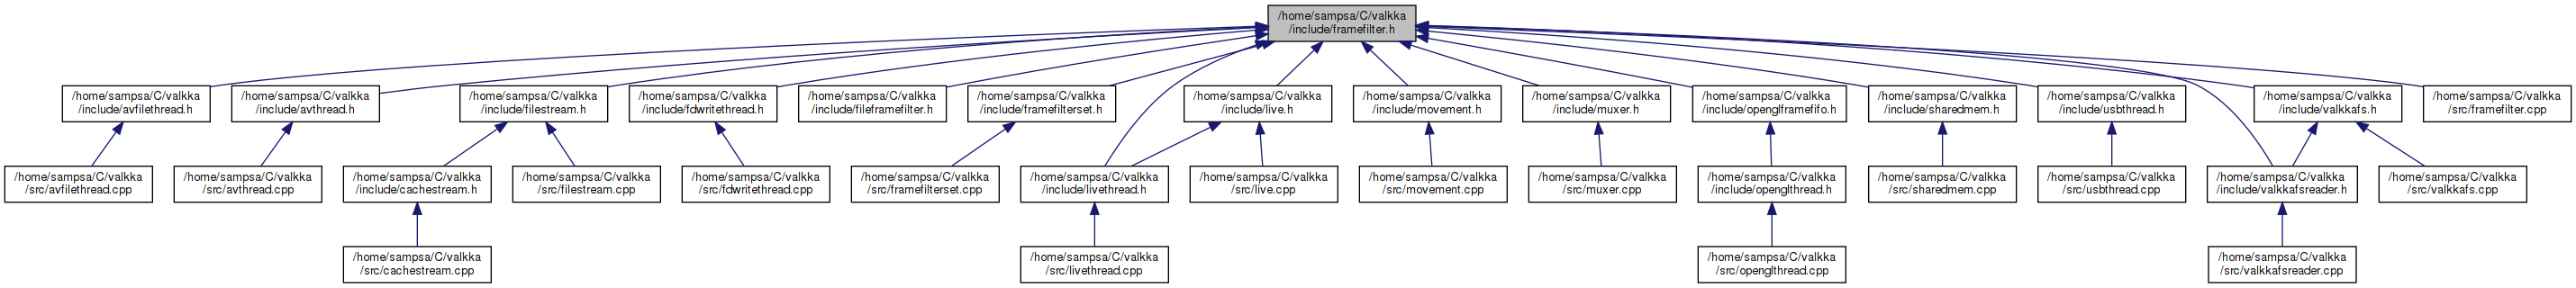 /home/sampsa/C/valkka
/include/framefilter.h
/home/sampsa/C/valkka
/include/avfilethread.h
/home/sampsa/C/valkka
/include/avthread.h
/home/sampsa/C/valkka
/include/filestream.h
/home/sampsa/C/valkka
/include/fdwritethread.h
/home/sampsa/C/valkka
/include/fileframefilter.h
/home/sampsa/C/valkka
/include/framefilterset.h
/home/sampsa/C/valkka
/include/live.h
/home/sampsa/C/valkka
/include/movement.h
/home/sampsa/C/valkka
/include/muxer.h
/home/sampsa/C/valkka
/include/openglframefifo.h
/home/sampsa/C/valkka
/include/sharedmem.h
/home/sampsa/C/valkka
/include/usbthread.h
/home/sampsa/C/valkka
/include/valkkafs.h
/home/sampsa/C/valkka
/src/framefilter.cpp
/home/sampsa/C/valkka
/src/avfilethread.cpp
/home/sampsa/C/valkka
/src/avthread.cpp
/home/sampsa/C/valkka
/include/cachestream.h
/home/sampsa/C/valkka
/src/filestream.cpp
/home/sampsa/C/valkka
/src/fdwritethread.cpp
/home/sampsa/C/valkka
/src/framefilterset.cpp
/home/sampsa/C/valkka
/include/livethread.h
/home/sampsa/C/valkka
/src/live.cpp
/home/sampsa/C/valkka
/src/movement.cpp
/home/sampsa/C/valkka
/src/muxer.cpp
/home/sampsa/C/valkka
/include/openglthread.h
/home/sampsa/C/valkka
/src/sharedmem.cpp
/home/sampsa/C/valkka
/src/usbthread.cpp
/home/sampsa/C/valkka
/include/valkkafsreader.h
/home/sampsa/C/valkka
/src/valkkafs.cpp
/home/sampsa/C/valkka
/src/cachestream.cpp
/home/sampsa/C/valkka
/src/livethread.cpp
/home/sampsa/C/valkka
/src/openglthread.cpp
/home/sampsa/C/valkka
/src/valkkafsreader.cpp